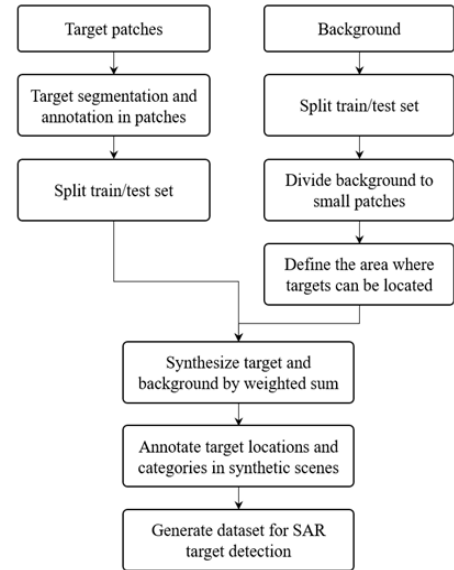 Target patches
Target segmentation and
annotation in patches
Split train/test set
Background
Split train/test set
Divide background to
small patches
Define the area where
targets can be located
Synthesize target and
background by weighted sum
Annotate target locations and
categories in synthetic scenes
Generate dataset for SAR
target detection